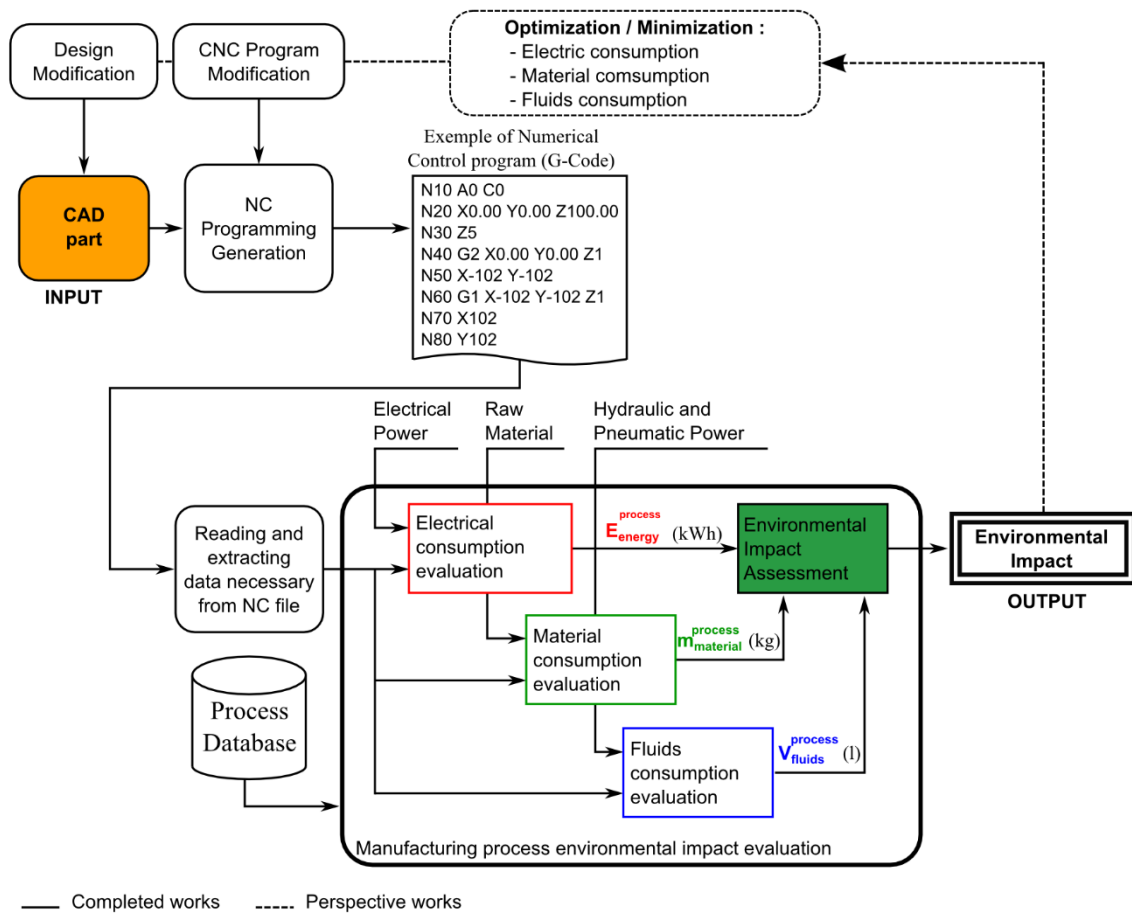 Design
Modification
CNC Program
Modification
Optimization / Minimization :
- Electric consumption
- Material comsumption
- Fluids consumption
Exemple of Numerical
Control program (G-Code)
CAD
part
INPUT
NC
Programming
Generation
N10 A0 C0
N20 X0.00 Y0.00 Z100.00
N30 Z5
N40 G2 X0.00 Y0.00 Z1
N50 X-102 Y-102
N60 G1 X-102 Y-102 Z1
N70 X102
N80 Y102
Electrical
Power
Raw
Material
Hydraulic and
Pneumatic Power
Reading and
extracting
data necessary
from NC file
Electrical
consumption
evaluation
E process energy (kWh)
Environmental
Impact
Assessment
Environmental
Impact
OUTPUT
Material
consumption
evaluation
m process material (kg)
Process
Database
Fluids
consumption
evaluation
V process fluids (l)
Manufacturing process environmental impact evaluation
Completed works
Perspective works